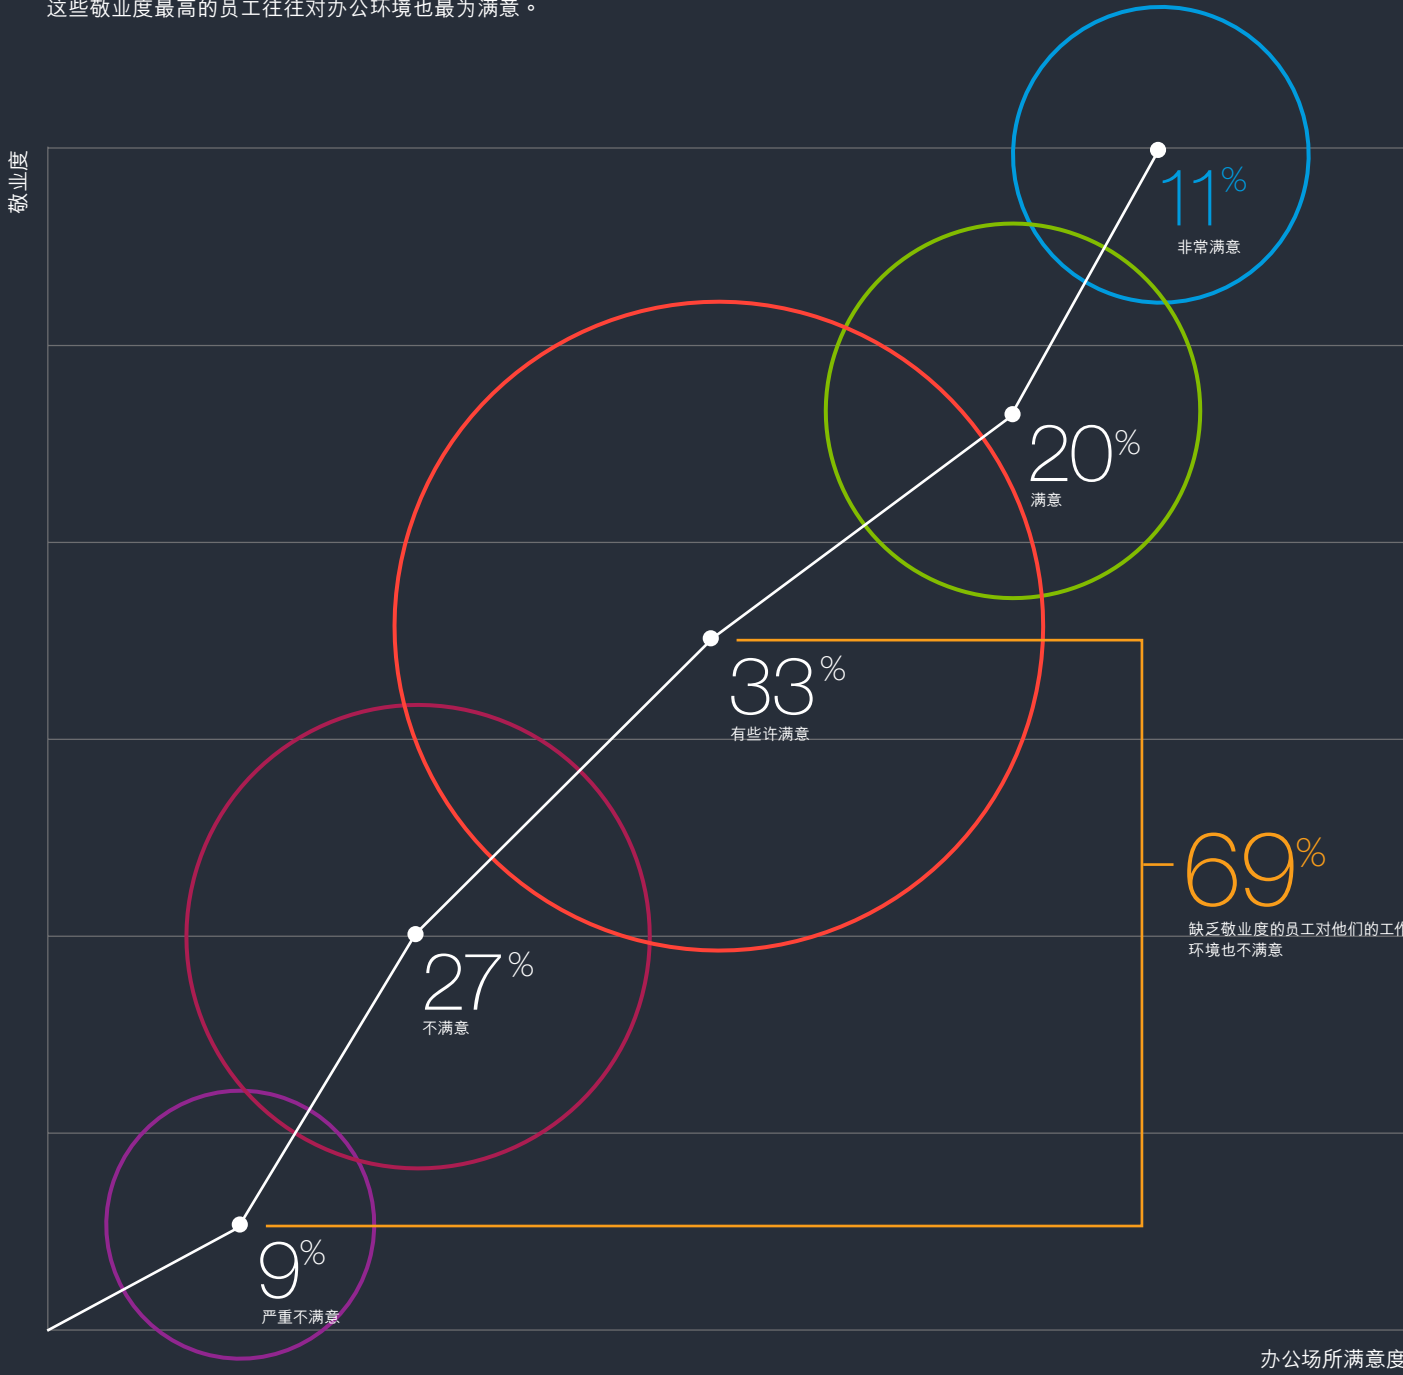 这些敬业度最高的员工往往对办公环境也最为满意。
敬业度
11%
非常满意
20%
满意
33%
有些许满意
69%
缺乏敬业度的员工对他们的工作
环境也不满意
27%
不满意
9%
严重不满意
办公场所满意度